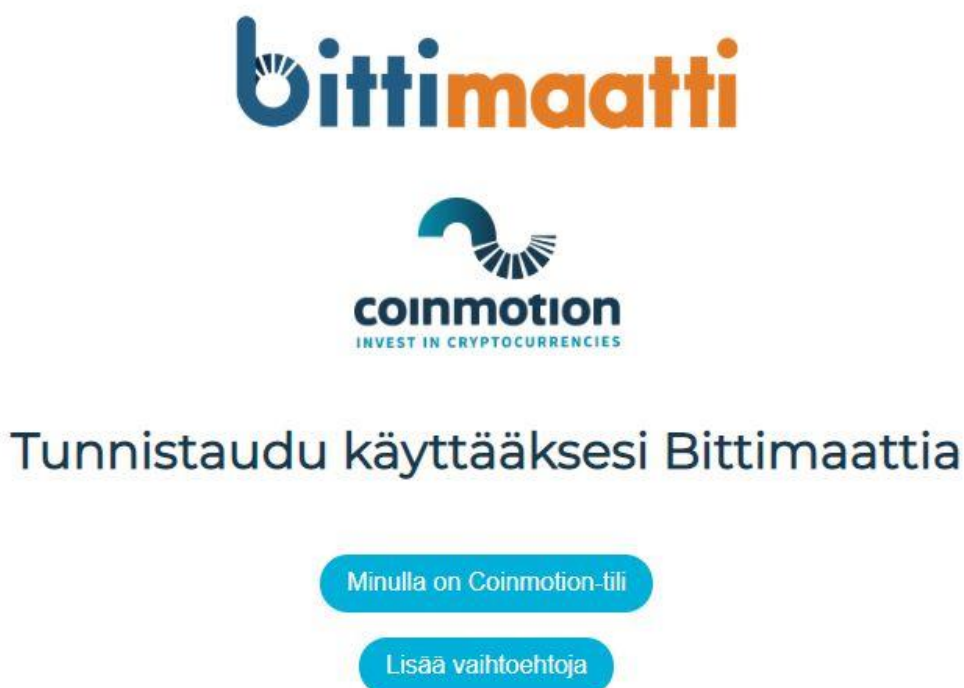 bittimaatti
coinmotion
INVEST IN CRYPTOCURRENCIES
Tunnistaudu käyttääksesi Bittimaattia
Minulla on Coinmotion-tili
Lisää vaihtoehtoja